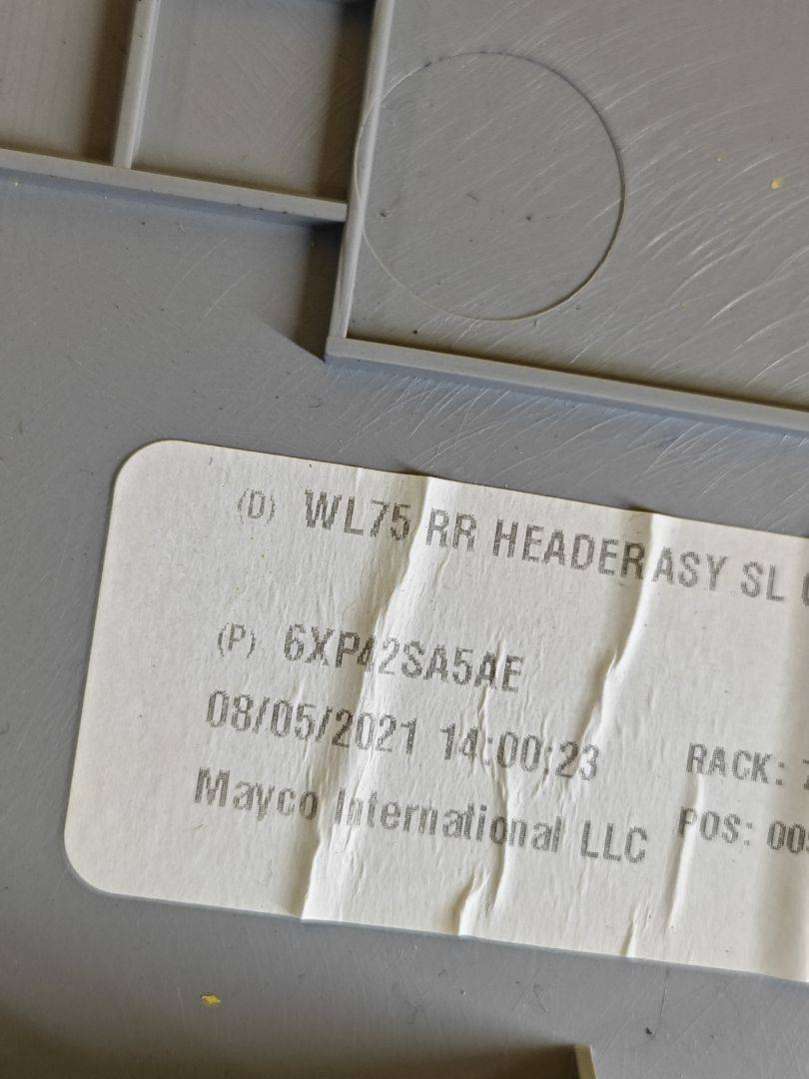 (D) WL75 RR HEADER ASY SL
(P) 6XP42SA5AE
08/05/2021 14:00:23
RACK:
Mayco International LLC
POS: